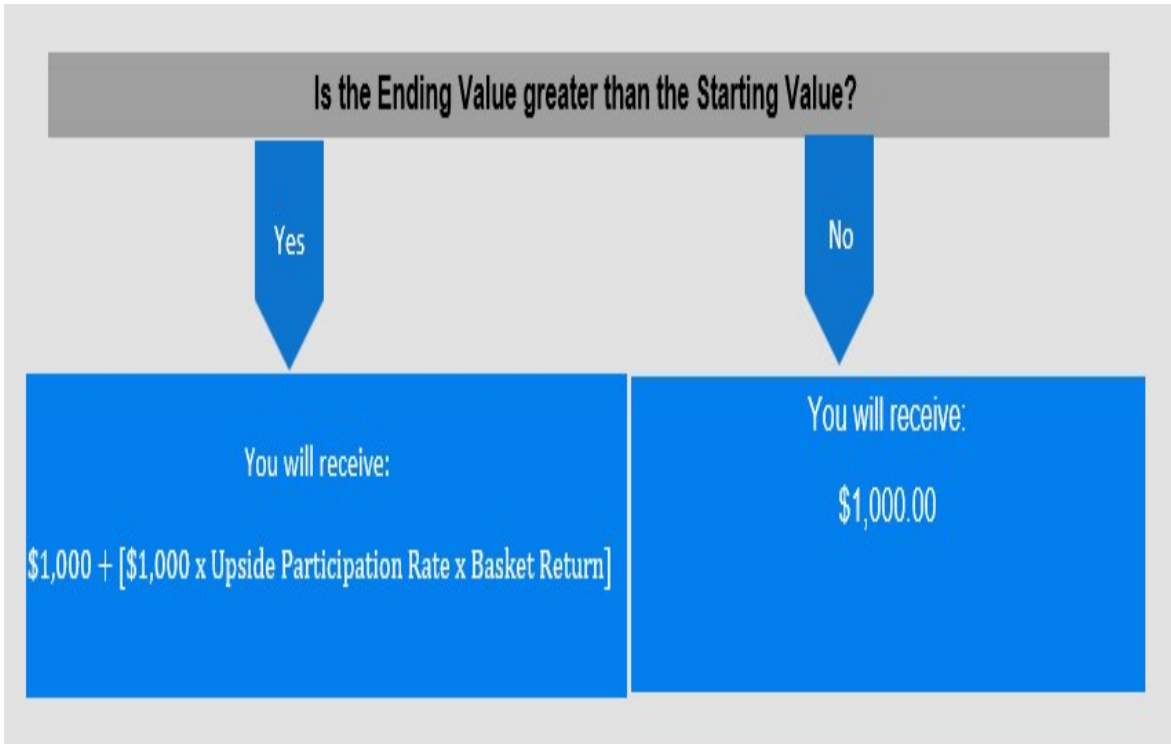 Is the Ending Value greater than the Starting Value?
Yes
No
You will receive:
$1,000 + [$1,000 x Upside Participation Rate x Basket Return]
You will receive:
$1,000.00